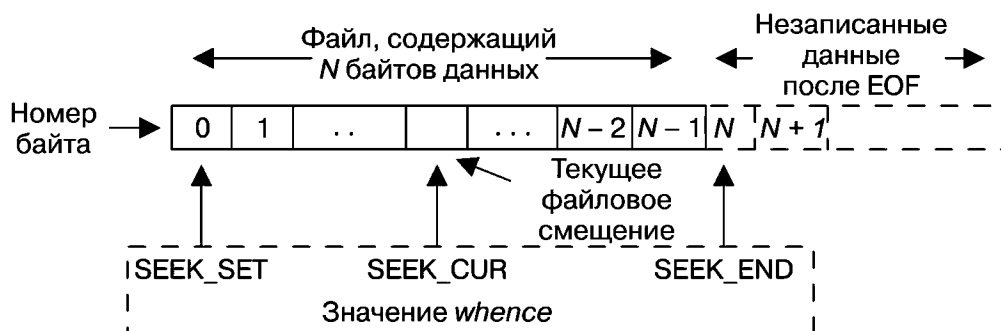 Файл, содержащий
N байтов данных
Незаписанные
данные
после EOF
Номер
байта
0 1 .. ... N – 2 N – 1 N N + 1
Текущее
файловое
смещение
SEEK_SET SEEK_CUR SEEK_END
Значение whence